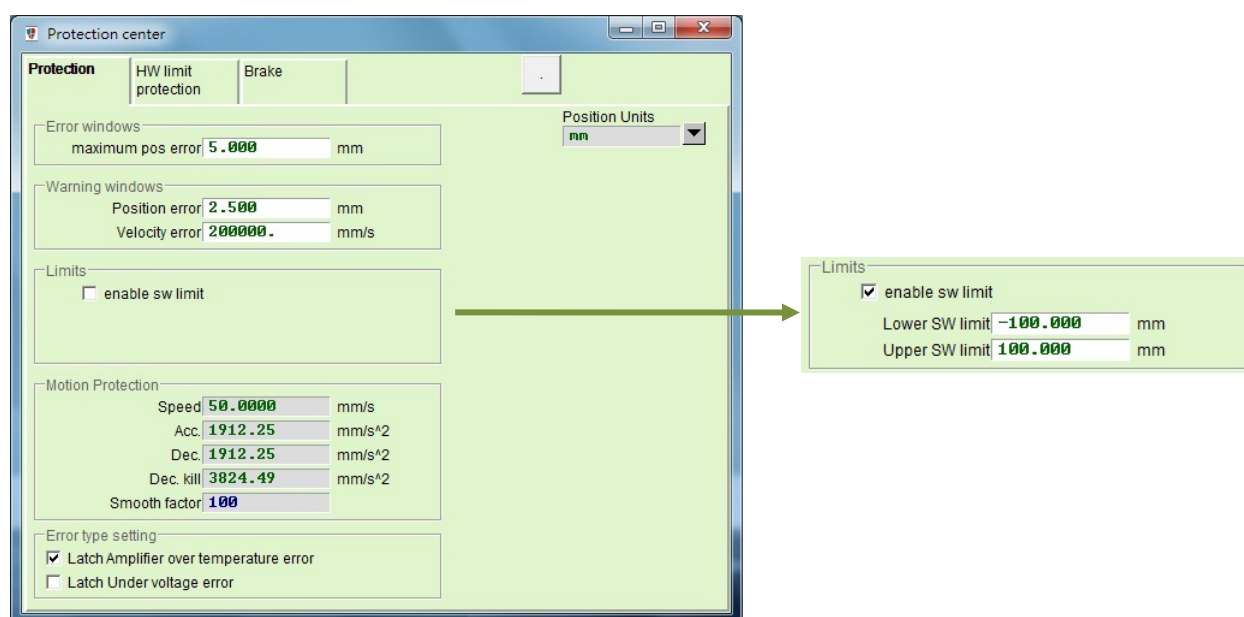 Protection center
Protection
HW limit
protection
Brake
.
Position Units
mm
Error windows
maximum pos error 5.000 mm
Warning windows
Position error 2.500 mm
Velocity error 200000. mm/s
Limits
enable sw limit
Motion Protection
Speed 50.0000 mm/s
Acc. 1912.25 mm/s^2
Dec. 1912.25 mm/s^2
Dec. kill 3824.49 mm/s^2
Smooth factor 100
Error type setting
Latch Amplifier over temperature error
Latch Under voltage error
Limits
enable sw limit
Lower SW limit -100.000 mm
Upper SW limit 100.000 mm